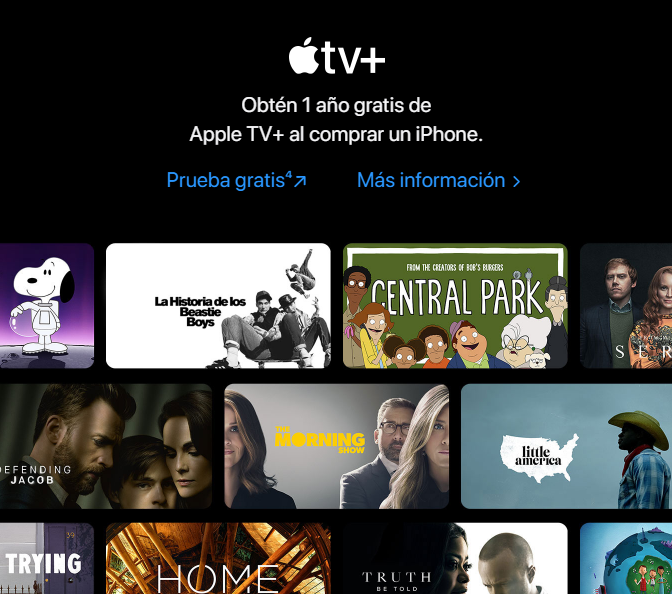 tv+
Obtén 1 año gratis de
Apple TV+ al comprar un iPhone.
Prueba gratis⁴
Más información
La Historia de los
Beastie
Boys
FROM THE CREATORS OF BOB'S BURGERS
CENTRAL PARK
SER
DEFENDING
JACOB
THE
MORNING
SHOW
little
america
TRYING
39
HOME
TRUTH
BE TOLD